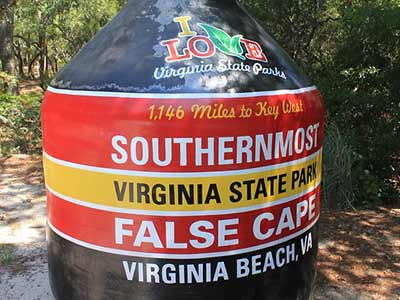 I
LOVE
Virginia State Parks
1,146 Miles to Key West
SOUTHERNMOST
VIRGINIA STATE PARK
FALSE CAPE
VIRGINIA BEACH, VA